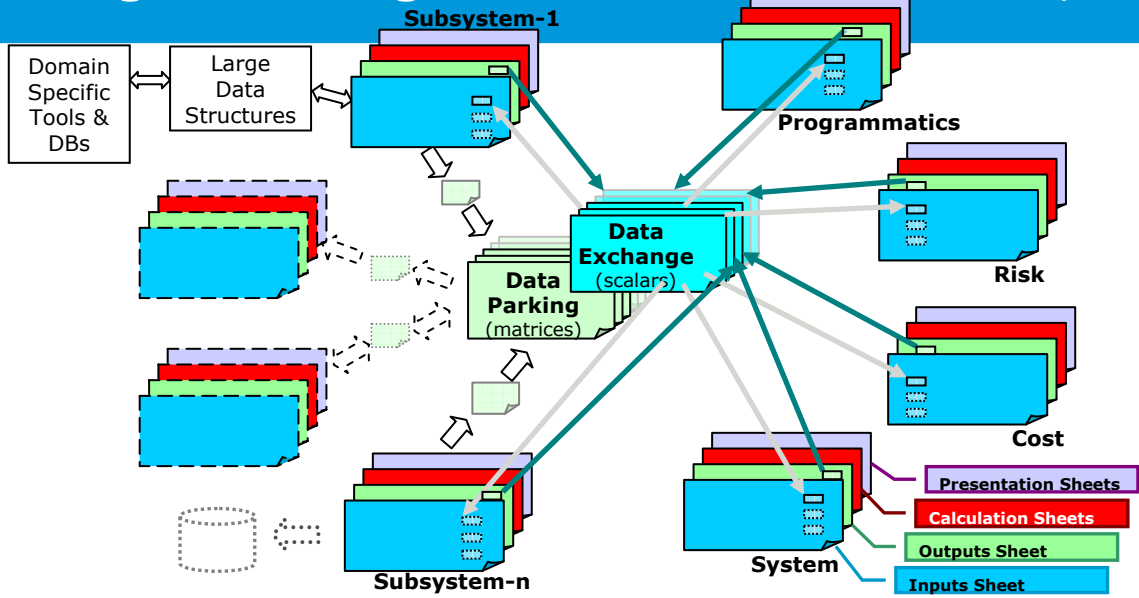 Subsystem-1
Domain
Specific
Tools &
DBs
Large
Data
Structures
Programmatics
Data
Exchange
(scalars)
Data
Parking
(matrices)
Risk
Cost
System
Subsystem-n
Presentation Sheets
Calculation Sheets
Outputs Sheet
Inputs Sheet